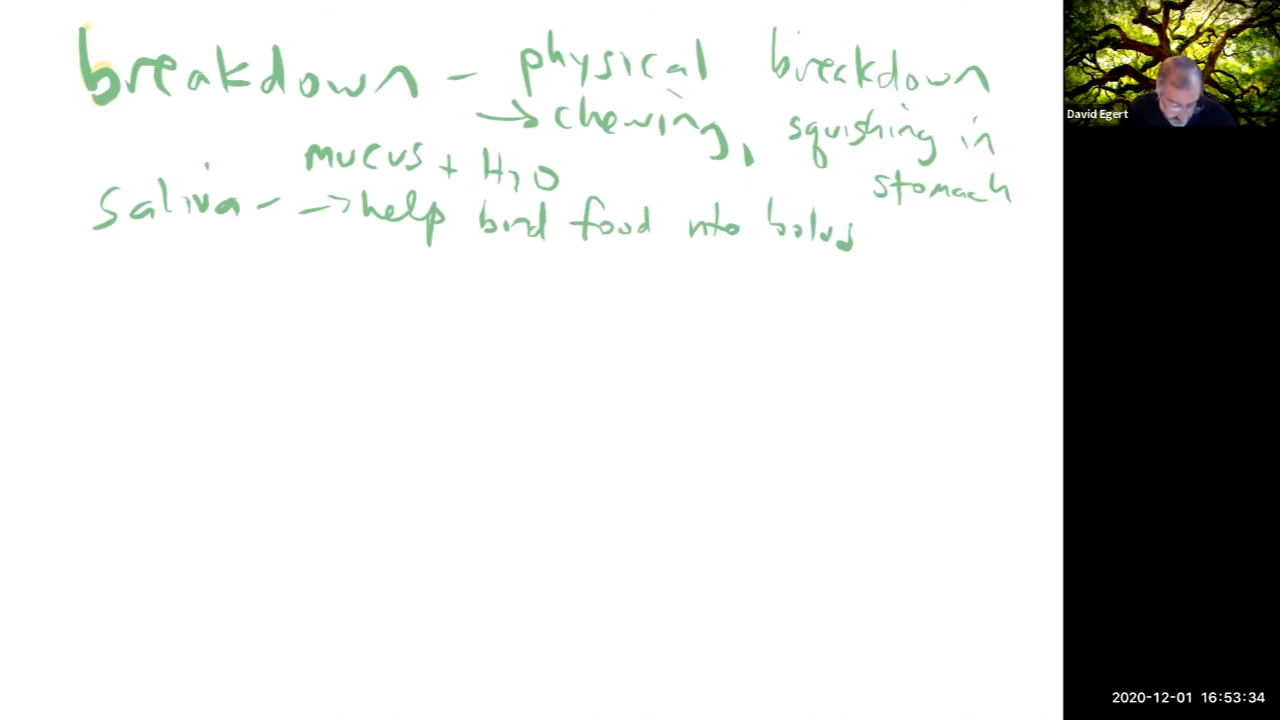 breakdown - physical breakdown
→ chewing, squishing in
stomach
mucus + H2O
saliva - → help bind food into bolus
David Egert
2020-12-01 16:53:34